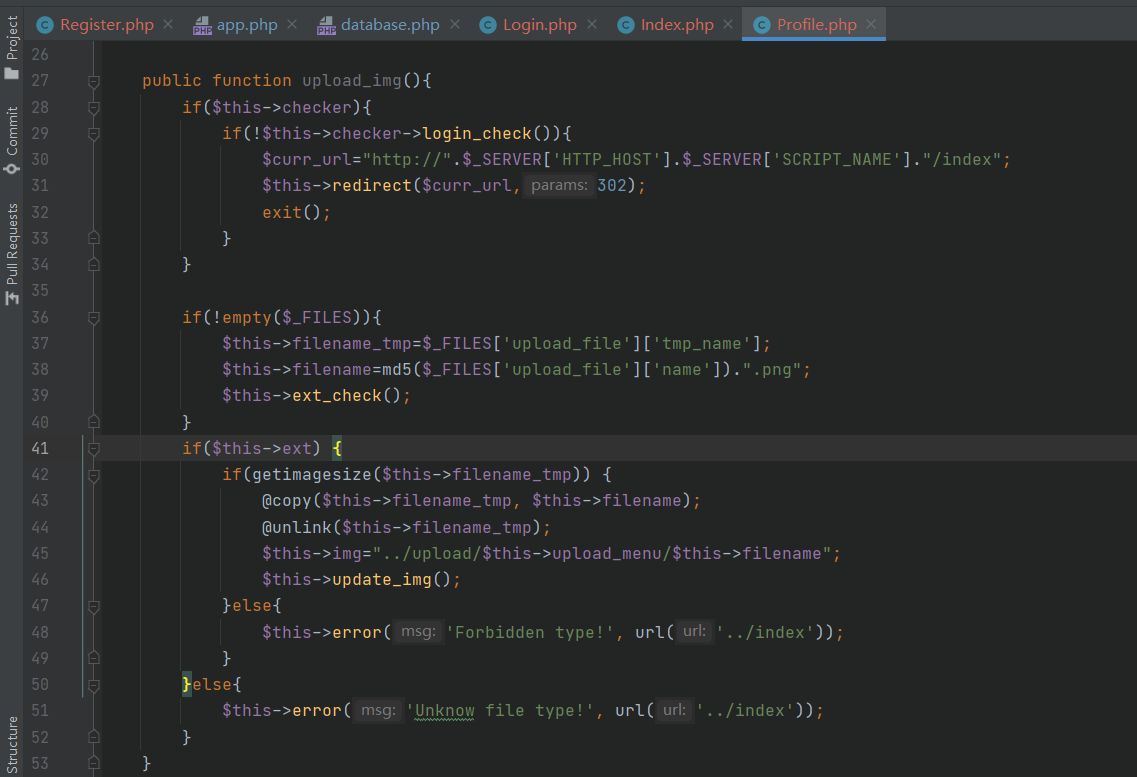 Register.php
app.php
database.php
Login.php
Index.php
Profile.php
Project
Commit
Pull Requests
Structure
26
27 public function upload_img(){
28 if($this->checker){
29 if(!$this->checker->login_check()){
30 $curr_url="http://".$_SERVER['HTTP_HOST'].$_SERVER['SCRIPT_NAME']."/index";
31 $this->redirect($curr_url, params: 302);
32 exit();
33 }
34 }
35
36 if(!empty($_FILES)){
37 $this->filename_tmp=$_FILES['upload_file']['tmp_name'];
38 $this->filename=md5($_FILES['upload_file']['name']).".png";
39 $this->ext_check();
40 }
41 if($this->ext) {
42 if(getimagesize($this->filename_tmp)) {
43 @copy($this->filename_tmp, $this->filename);
44 @unlink($this->filename_tmp);
45 $this->img="../upload/$this->upload_menu/$this->filename";
46 $this->update_img();
47 }else{
48 $this->error( msg: 'Forbidden type!', url( url: '../index'));
49 }
50 }else{
51 $this->error( msg: 'Unknow file type!', url( url: '../index'));
52 }
53 }